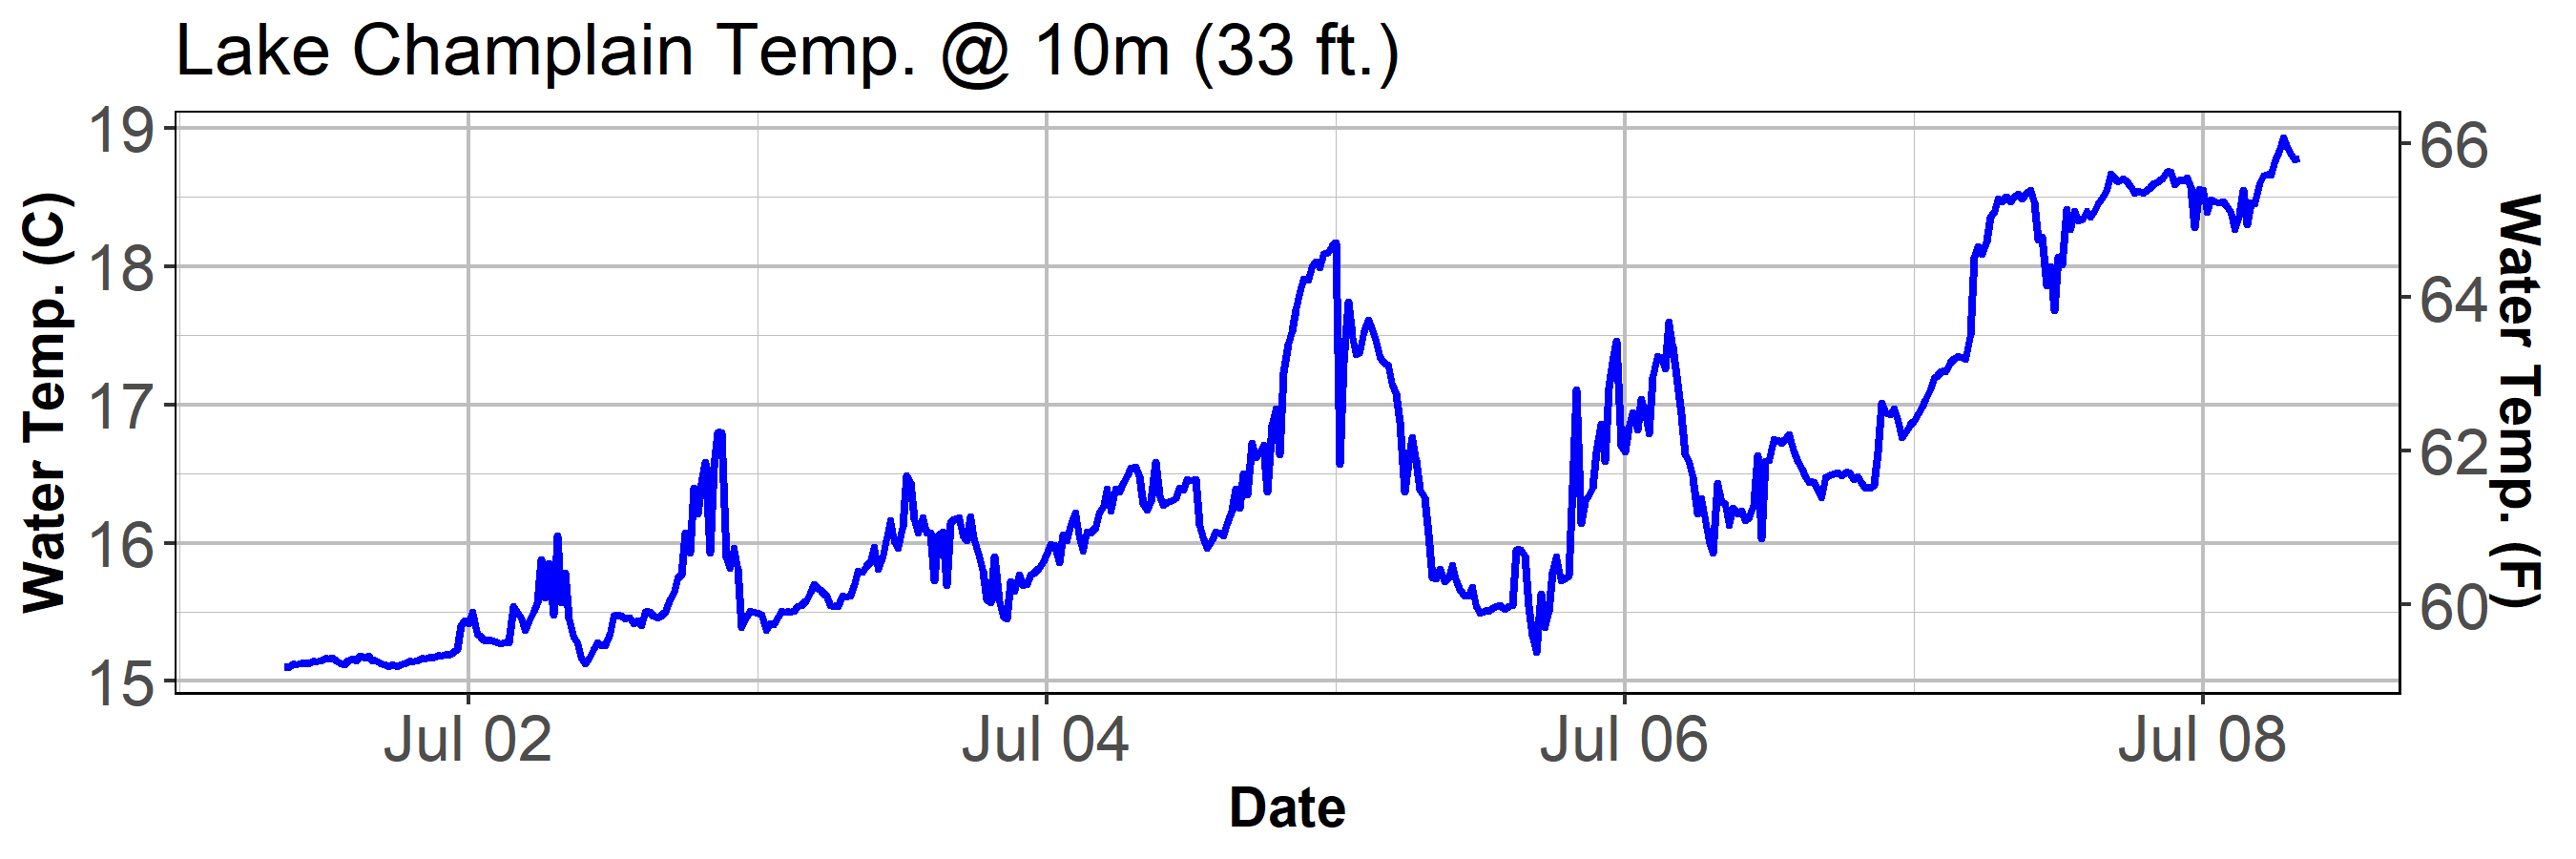 Lake Champlain Temp. @ 10m (33 ft.)
Water Temp. (C)
19
18
17
16
15
66
64
62
60
Water Temp. (F)
Jul 02 Jul 04 Jul 06 Jul 08
Date